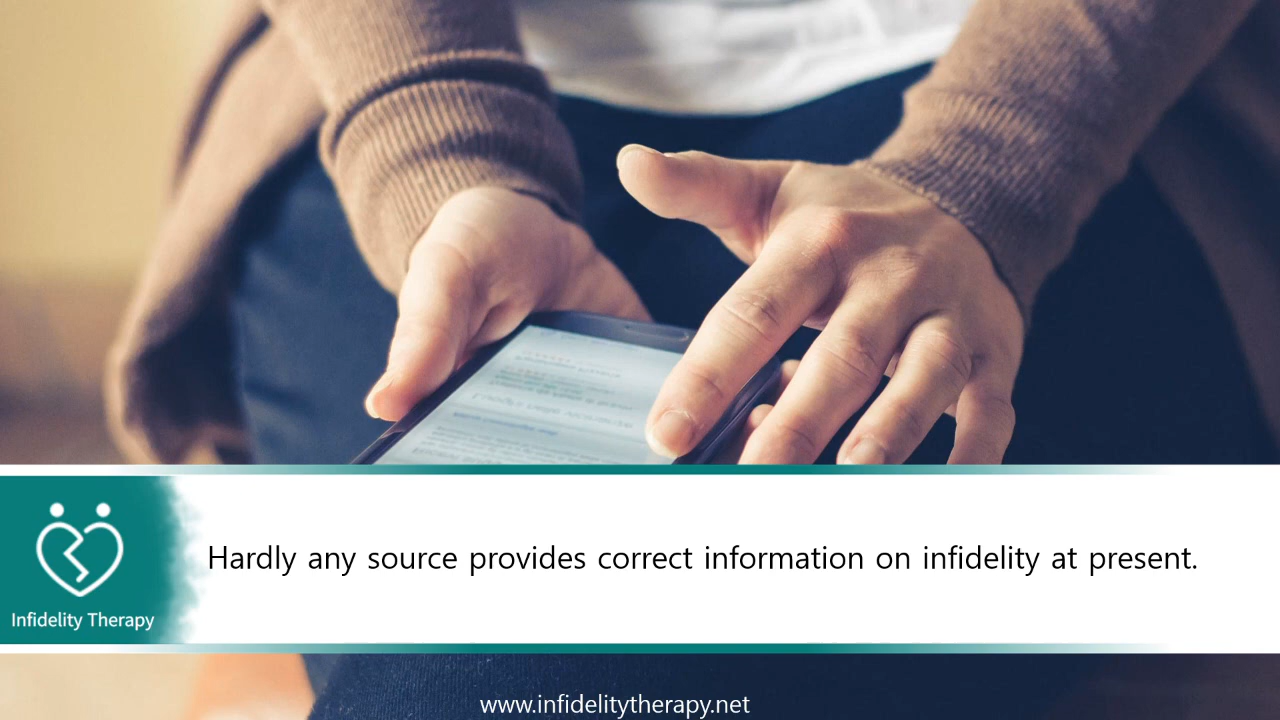 Hardly any source provides correct information on infidelity at present.
Infidelity Therapy
www.infidelitytherapy.net